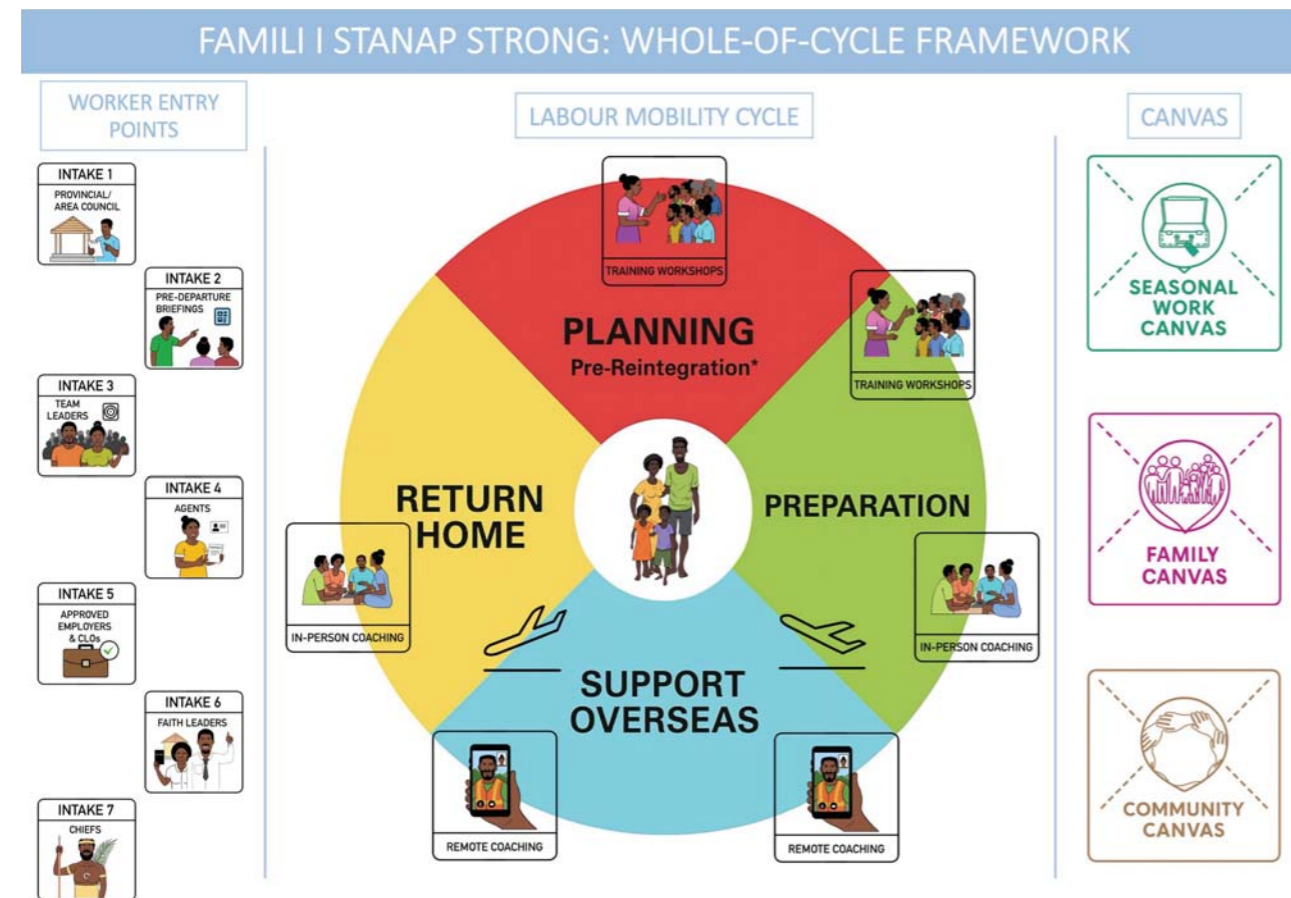 FAMILI I STANAP STRONG: WHOLE-OF-CYCLE FRAMEWORK
WORKER ENTRY
POINTS
INTAKE 1
PROVINCIAL/
AREA COUNCIL
INTAKE 2
PRE-DEPARTURE
BRIEFINGS
INTAKE 3
TEAM
LEADERS
INTAKE 4
AGENTS
INTAKE 5
APPROVED
EMPLOYERS
& CLOs
INTAKE 6
FAITH LEADERS
INTAKE 7
CHIEFS
LABOUR MOBILITY CYCLE
TRAINING WORKSHOPS
PLANNING
Pre-Reintegration*
TRAINING WORKSHOPS
PREPARATION
IN-PERSON COACHING
SUPPORT
OVERSEAS
REMOTE COACHING
REMOTE COACHING
RETURN
HOME
IN-PERSON COACHING
CANVAS
SEASONAL
WORK
CANVAS
FAMILY
CANVAS
COMMUNITY
CANVAS